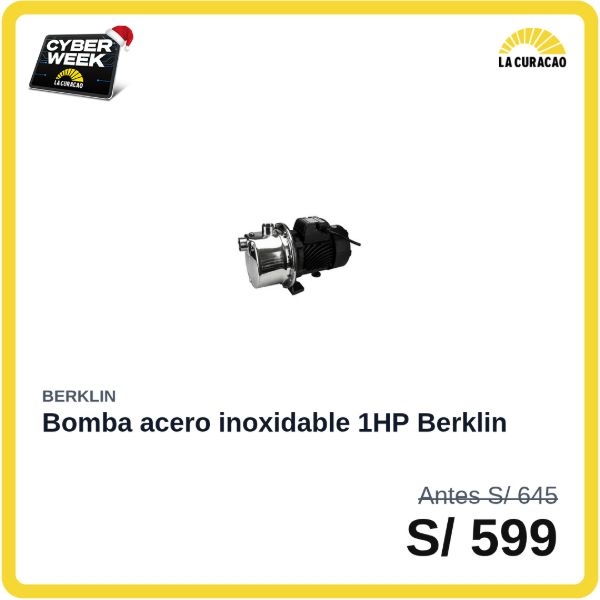 CYBER
WEEK
LA CURACAO
LA CURACAO
BERKLIN
Bomba acero inoxidable 1HP Berklin
Antes S/ 645
S/ 599